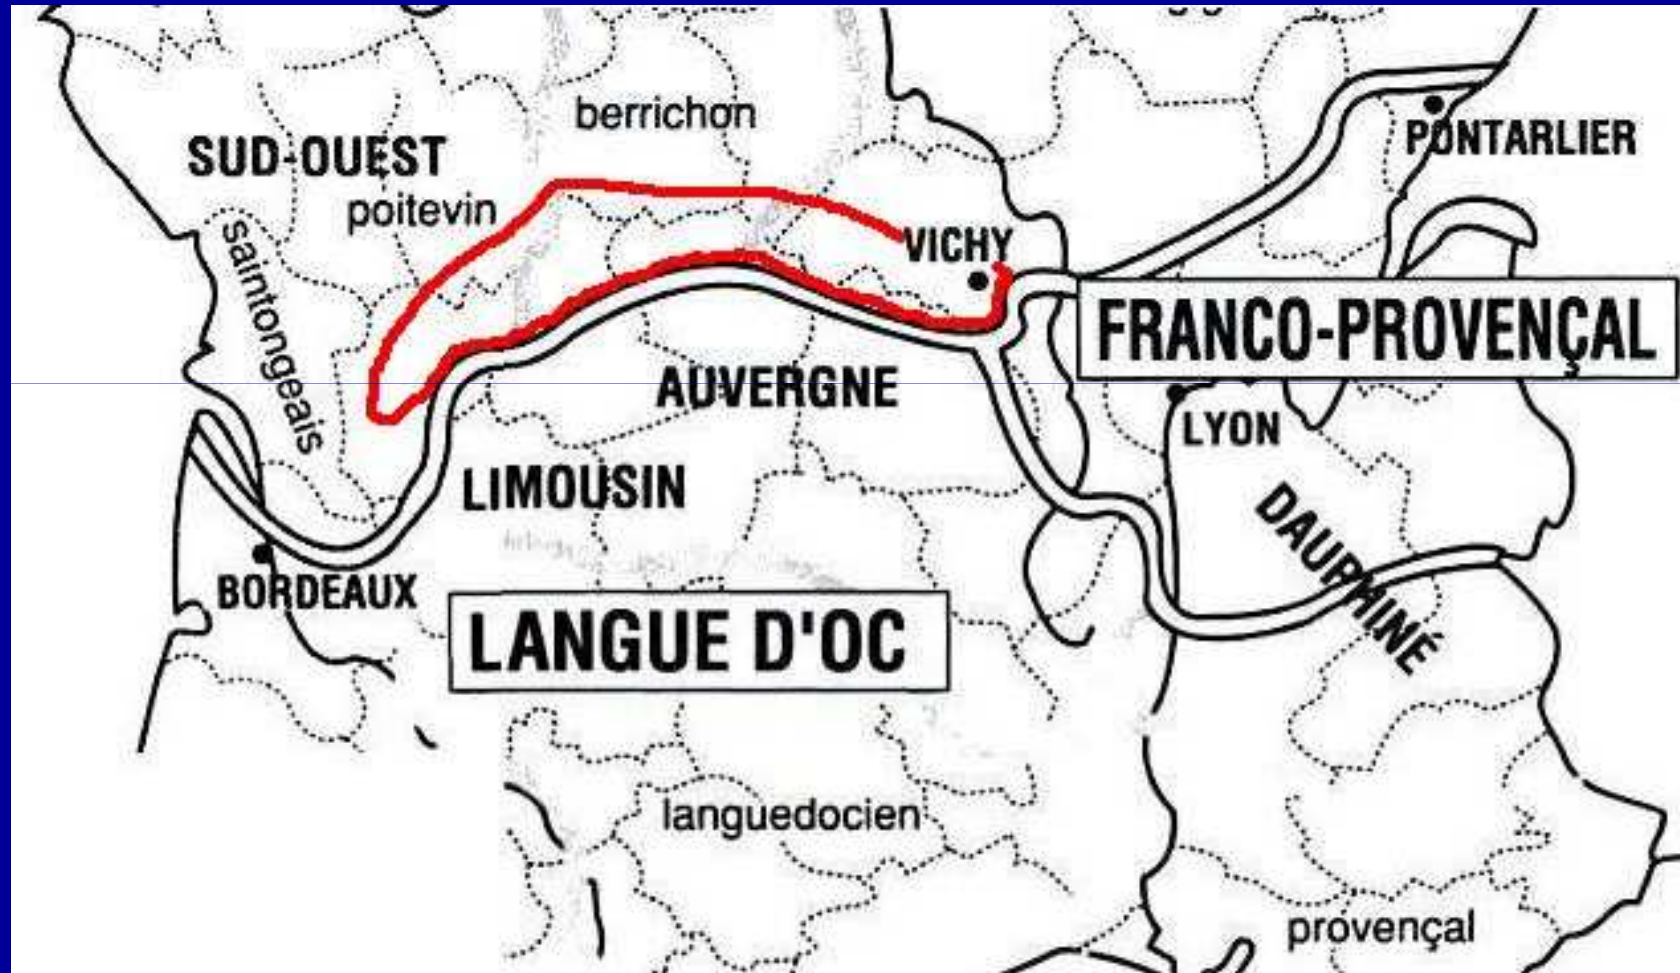 berrichon
PONTARLIER
SUD-OUEST
poitevin
saintongeais
VICHY
FRANCO-PROVENÇAL
AUVERGNE
LYON
LIMOUSIN
DAUPHINÉ
BORDEAUX
LANGUE D'OC
languedocien
provençal